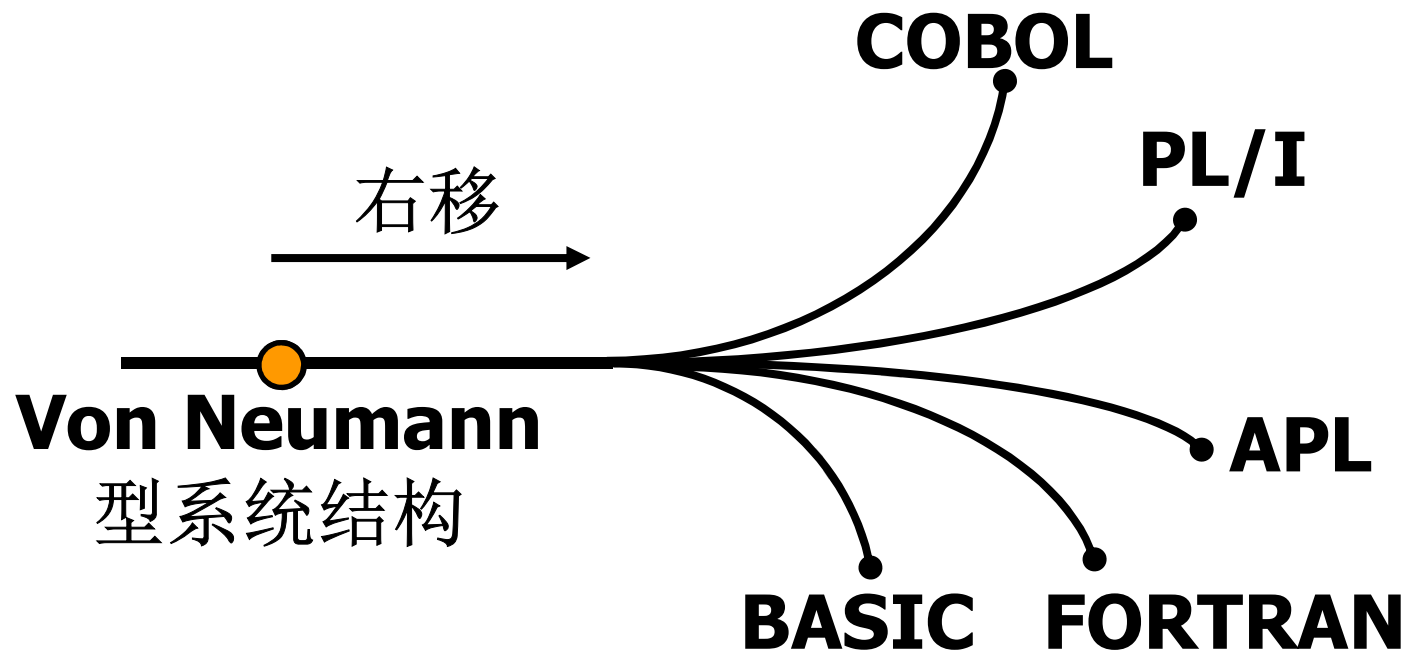 COBOL
PL/I
右移
Von Neumann
型系统结构
APL
BASIC
FORTRAN